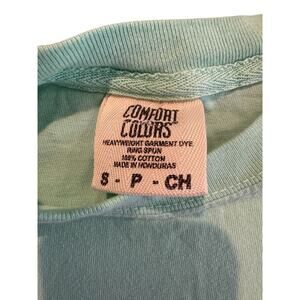 COMFORT
COLORS
HEAVYWEIGHT GARMENT DYE
RING SPUN
100% COTTON
MADE IN HONDURAS
S - P - CH